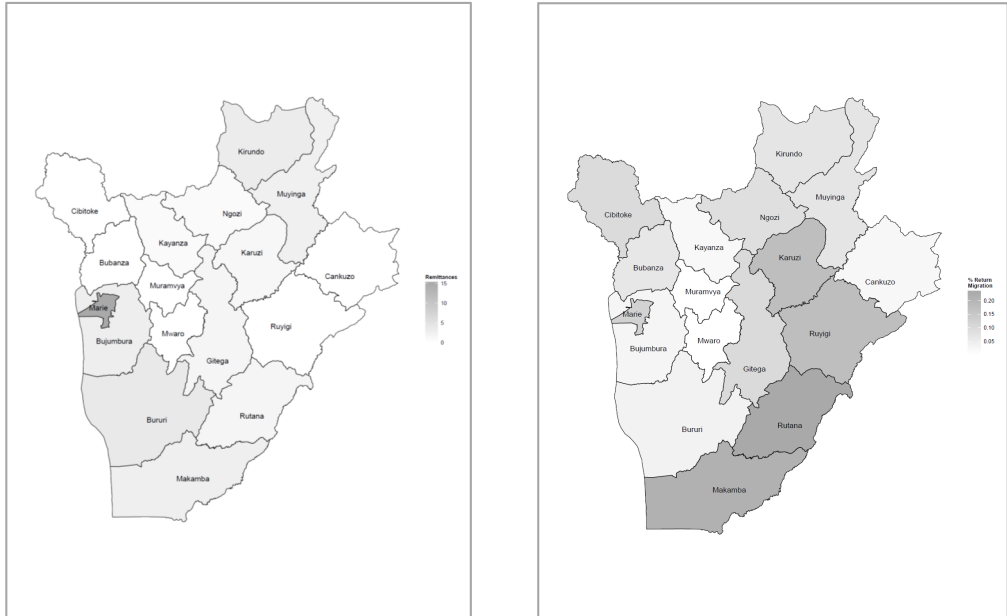 Kirundo
Muyinga
Cibitoke
Ngozi
Kayanza
Karuzi
Bubanza
Cankuzo
Muramvya
Marie
Mwaro
Ruyigi
Bujumbura
Gitega
Bururi
Rutana
Makamba
Remittances
15
10
5
0
Kirundo
Muyinga
Cibitoke
Ngozi
Kayanza
Karuzi
Bubanza
Cankuzo
Muramvya
Marie
Mwaro
Ruyigi
Bujumbura
Gitega
Bururi
Rutana
Makamba
% Return
Migration
0.20
0.15
0.10
0.05